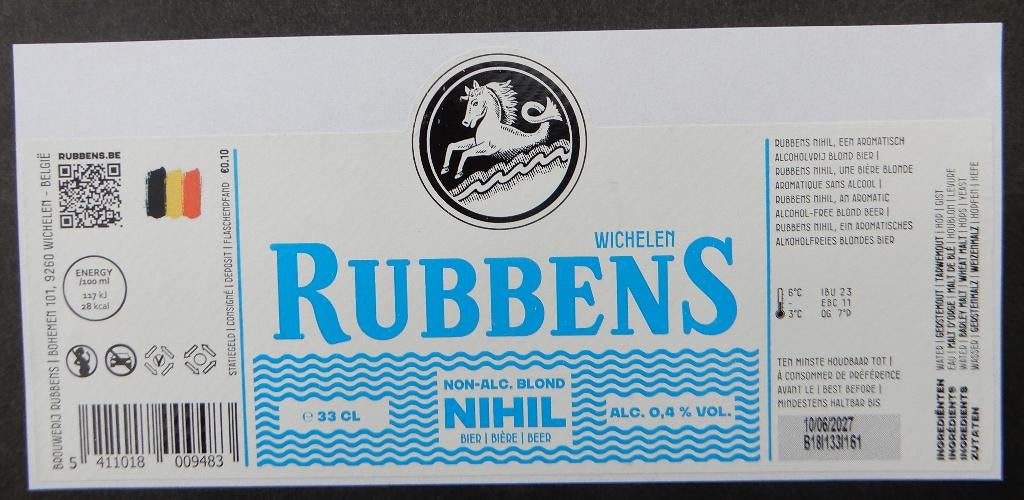 BROUWERIJ RUBBENS | BOHEMEN 101, 9260 WICHELEN - BELGIË
RUBBENS.BE
ENERGY
/100 ml
117 kJ
28 kcal
5 411018 009483
STATIEGELD | CONSIGNE | DEPOSIT | FLASCHENPFAND €0.10
WICHELEN
RUBBENS
℮ 33 CL
NON-ALC. BLOND
NIHIL
BIER | BIÈRE | BEER
ALC. 0,4 % VOL.
RUBBENS NIHIL, EEN AROMATISCH
ALCOHOLVRIJ BLOND BIER |
RUBBENS NIHIL, UNE BIÈRE BLONDE
AROMATIQUE SANS ALCOOL |
RUBBENS NIHIL, AN AROMATIC
ALCOHOL-FREE BLOND BEER |
RUBBENS NIHIL, EIN AROMATISCHES
ALKOHOLFREIES BLONDES BIER
6°C
-
3°C
IBU 23
EBC 11
OG 7°P
TEN MINSTE HOUDBAAR TOT |
À CONSOMMER DE PRÉFÉRENCE
AVANT LE | BEST BEFORE |
MINDESTENS HALTBAR BIS
10/06/2027
B18I133I161
INGREDIËNTEN WATER | GERSTEMOUT | TARWEMOUT | HOP | GIST
INGREDIENTS EAU | MALT D'ORGE | MALT DE BLÉ | HOUBLON | LEVURE
INGREDIENTS WATER | BARLEY MALT | WHEAT MALT | HOPS | YEAST
ZUTATEN WASSER | GERSTENMALZ | WEIZENMALZ | HOPFEN | HEFE